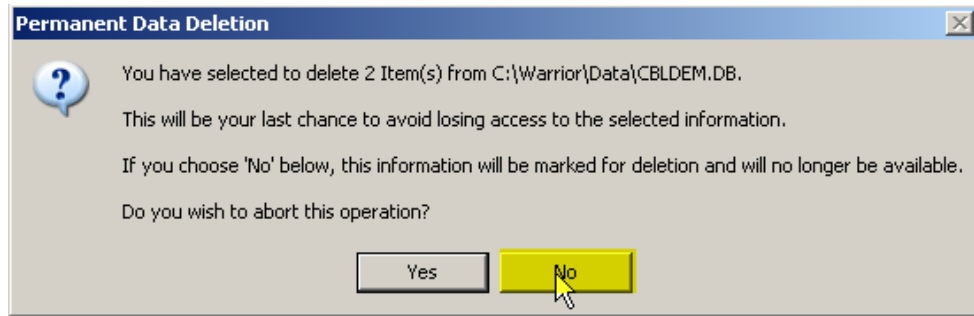 Permanent Data Deletion
You have selected to delete 2 Item(s) from C:\Warrior\Data\CBLDEM.DB.
This will be your last chance to avoid losing access to the selected information.
If you choose 'No' below, this information will be marked for deletion and will no longer be available.
Do you wish to abort this operation?
Yes No